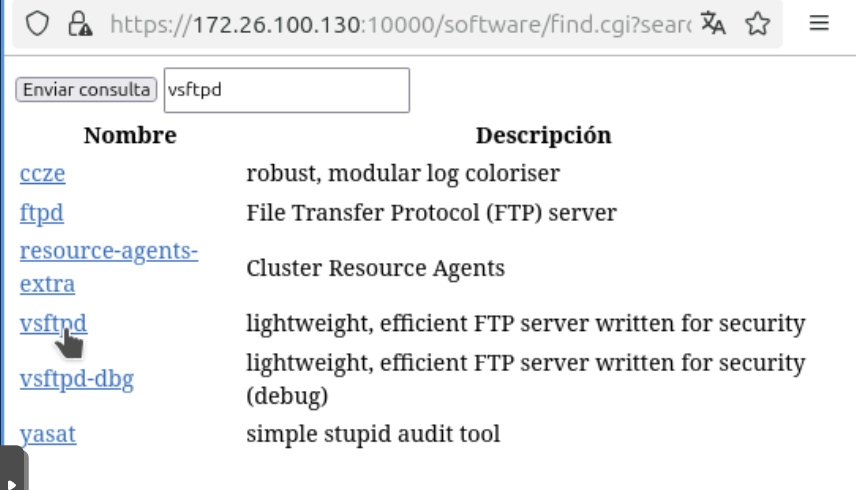 https://172.26.100.130:10000/software/find.cgi?sear
Enviar consulta vsftpd
Nombre Descripción
ccze robust, modular log coloriser
ftpd File Transfer Protocol (FTP) server
resource-agents-
extra Cluster Resource Agents
vsftpd lightweight, efficient FTP server written for security
vsftpd-dbg lightweight, efficient FTP server written for security
(debug)
yasat simple stupid audit tool